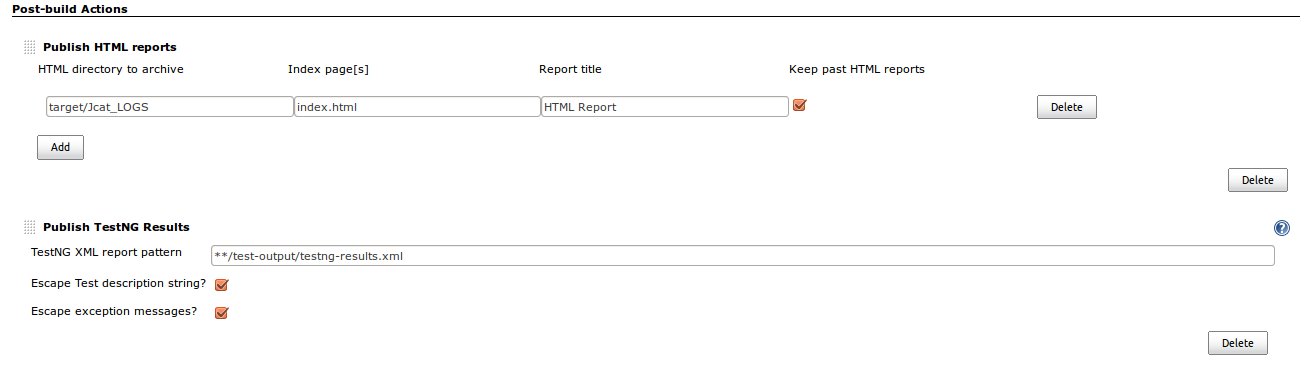 Post-build Actions
Publish HTML reports
HTML directory to archive Index page[s] Report title Keep past HTML reports
target/Jcat_LOGS index.html HTML Report Delete
Add
Delete
Publish TestNG Results ?
TestNG XML report pattern **/test-output/testng-results.xml
Escape Test description string?
Escape exception messages?
Delete